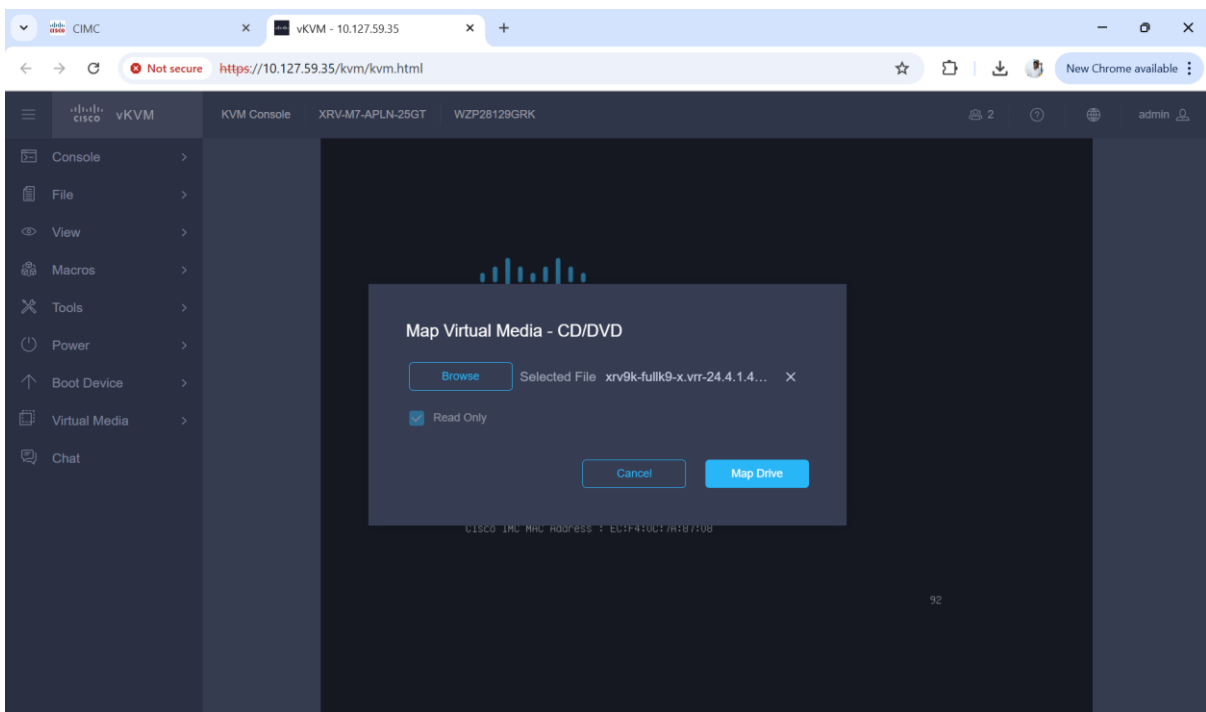 CIMC
vKVM - 10.127.59.35
Not secure https://10.127.59.35/kvm/kvm.html
New Chrome available
cisco vKVM KVM Console XRV-M7-APLN-25GT WZP28129GRK 2 admin
Console
File
View
Macros
Tools
Power
Boot Device
Virtual Media
Chat
Map Virtual Media - CD/DVD
Browse Selected File xrv9k-fullk9-x.vrr-24.4.1.4...
Read Only
Cancel Map Drive
Cisco IMC MAC Address : EC:F4:0C:7A:87:08
92